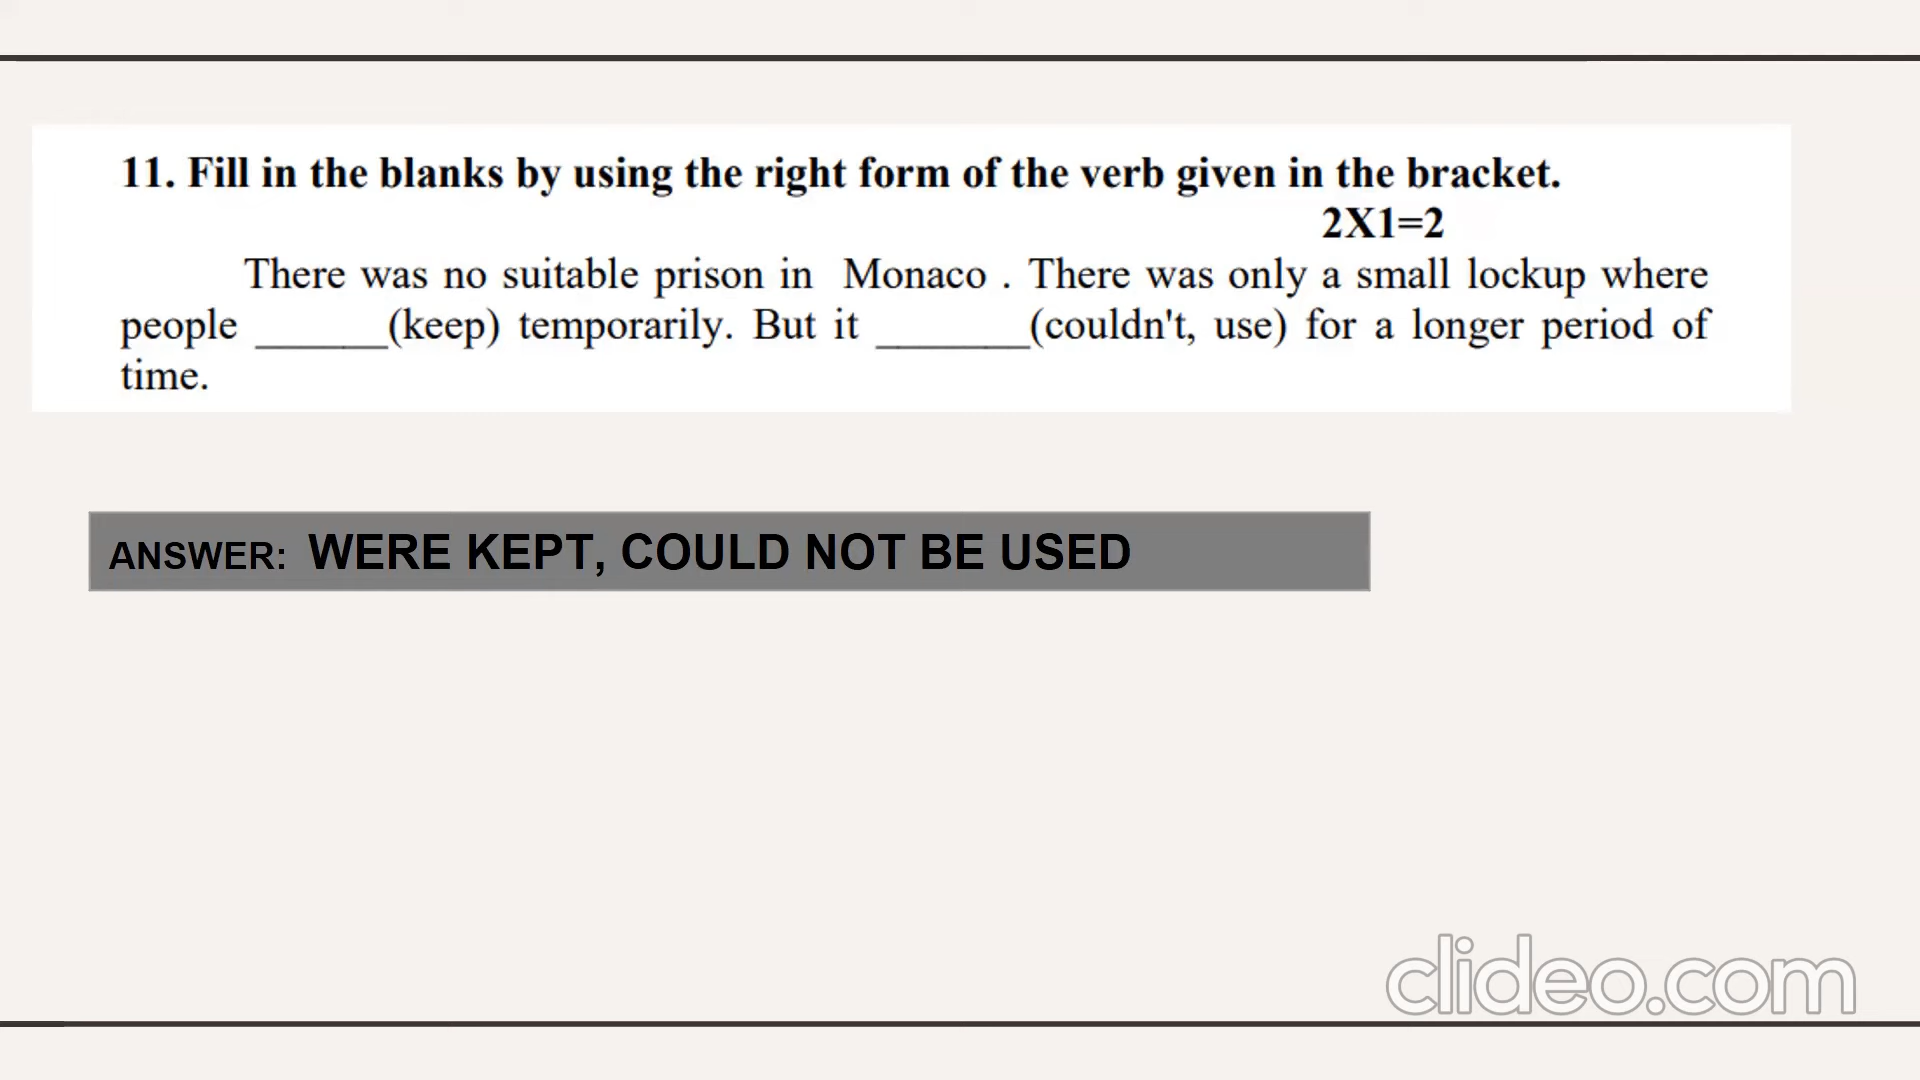 11. Fill in the blanks by using the right form of the verb given in the bracket.
2X1=2
There was no suitable prison in Monaco . There was only a small lockup where
people ______(keep) temporarily. But it _______(couldn't, use) for a longer period of
time.
ANSWER: WERE KEPT, COULD NOT BE USED
clideo.com